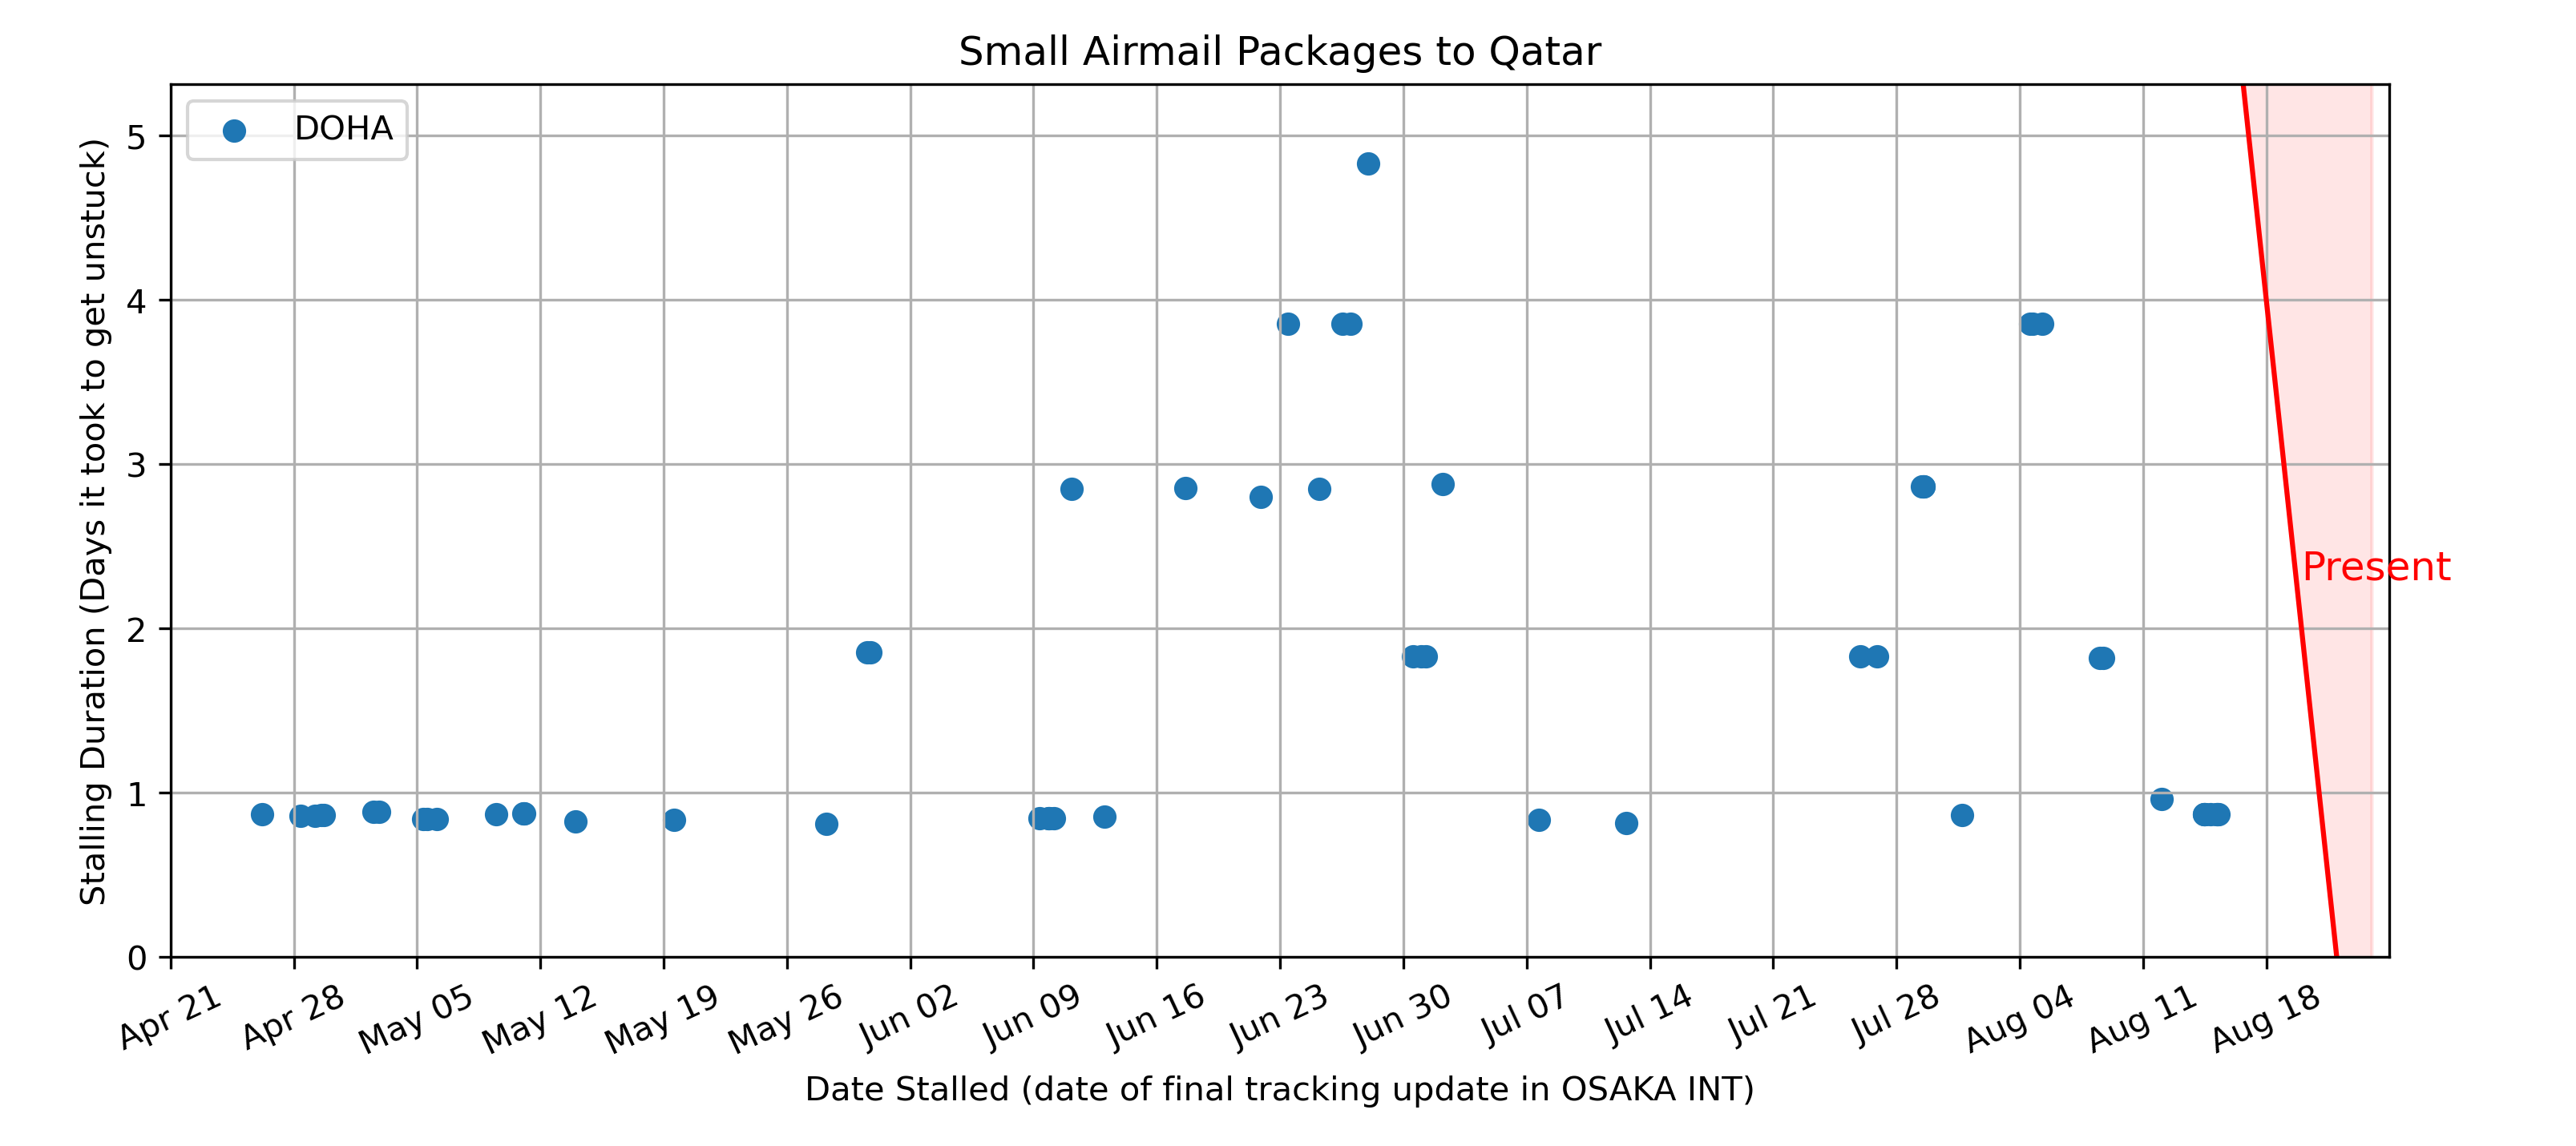 Small Airmail Packages to Qatar
DOHA
Stalling Duration (Days it took to get unstuck)
5
4
3
2
1
0
Present
Apr 21
Apr 28
May 05
May 12
May 19
May 26
Jun 02
Jun 09
Jun 16
Jun 23
Jun 30
Jul 07
Jul 14
Jul 21
Jul 28
Aug 04
Aug 11
Aug 18
Date Stalled (date of final tracking update in OSAKA INT)